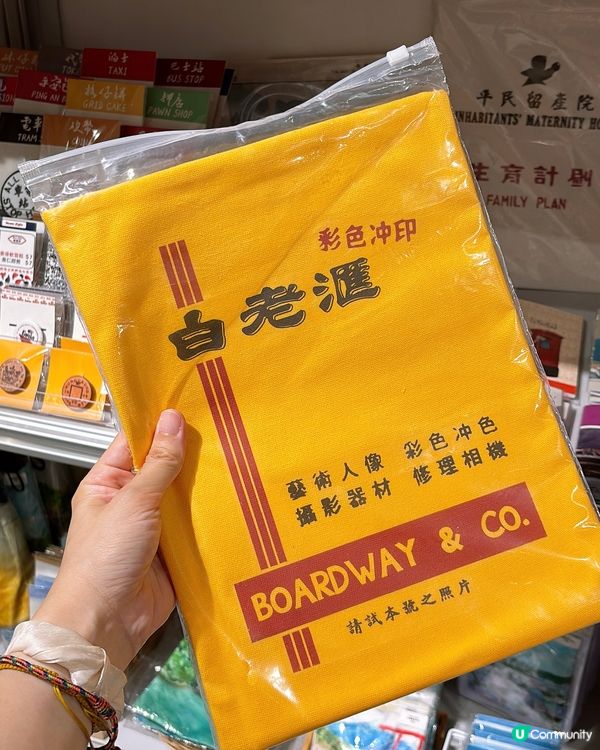 的士
TAXI
巴士站
BUS STOP
PING AN B
GRID CAKE
押店
PAWN SHOP
電車
TRAM S
平民留產院
INHABITANTS' MATERNITY HO
生育計劃
FAMILY PLAN
彩色冲印
白老滙
藝術人像 彩色冲色
攝影器材 修理相機
BOARDWAY & CO.
請試本號之照片
U Community